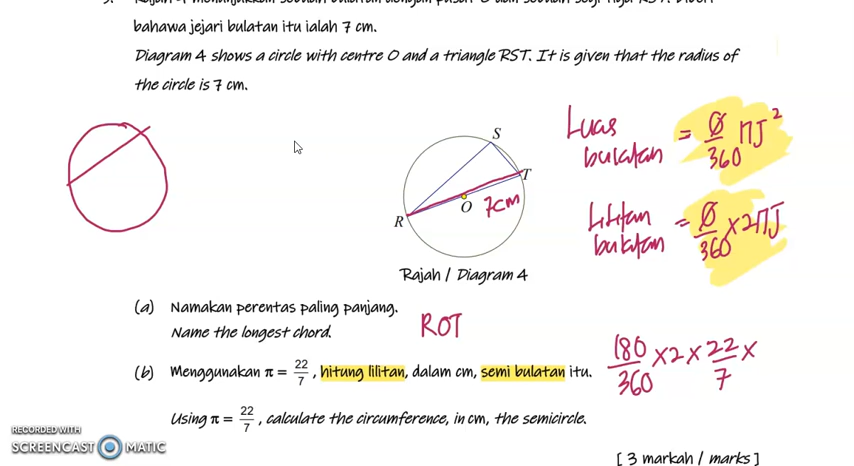 bahawa jejari bulatan itu ialah 7 cm.
Diagram 4 shows a circle with centre O and a triangle RST. It is given that the radius of
the circle is 7 cm.
Luas
bulatan
= θ/360 πj²
S
T
O
7cm
R
Lilitan
bulatan
= θ/360 × 2πj
Rajah / Diagram 4
(a) Namakan perentas paling panjang.
Name the longest chord.
ROT
(b) Menggunakan π = 22/7 , hitung lilitan, dalam cm, semi bulatan itu.
180/360 × 2 × 22/7 ×
Using π = 22/7 , calculate the circumference, in cm, the semicircle.
[ 3 markah / marks ]
RECORDED WITH
SCREENCAST MATIC